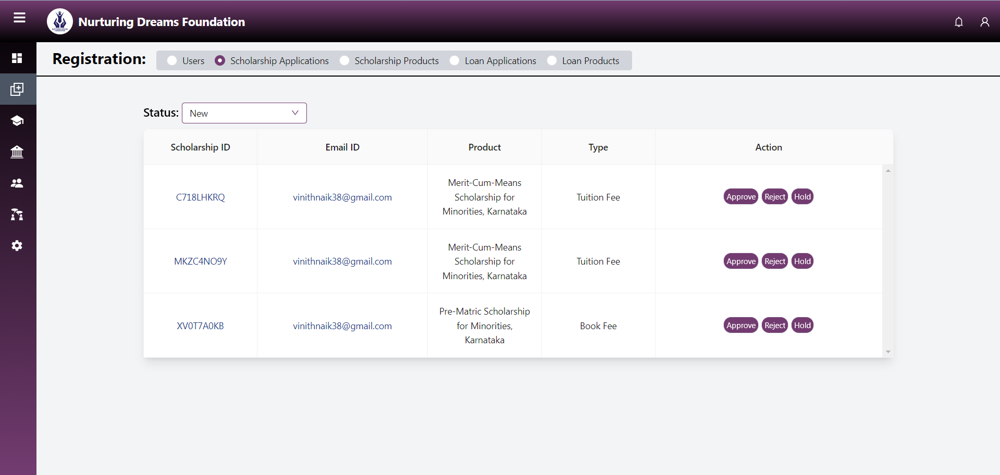 Nurturing Dreams Foundation
NURTURING DREAMS
FOUNDATION
Registration:
Users
Scholarship Applications
Scholarship Products
Loan Applications
Loan Products
Status: New
Scholarship ID
Email ID
Product
Type
Action
C718LHKRQ
vinithnaik38@gmail.com
Merit-Cum-Means
Scholarship for
Minorities, Karnataka
Tuition Fee
Approve
Reject
Hold
MKZC4NO9Y
vinithnaik38@gmail.com
Merit-Cum-Means
Scholarship for
Minorities, Karnataka
Tuition Fee
Approve
Reject
Hold
XV0T7A0KB
vinithnaik38@gmail.com
Pre-Matric Scholarship
for Minorities,
Karnataka
Book Fee
Approve
Reject
Hold